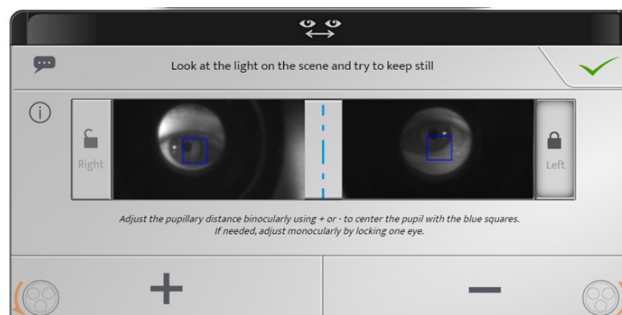 Look at the light on the scene and try to keep still
Right
Left
Adjust the pupillary distance binocularly using + or - to center the pupil with the blue squares.
If needed, adjust monocularly by locking one eye.
+
-